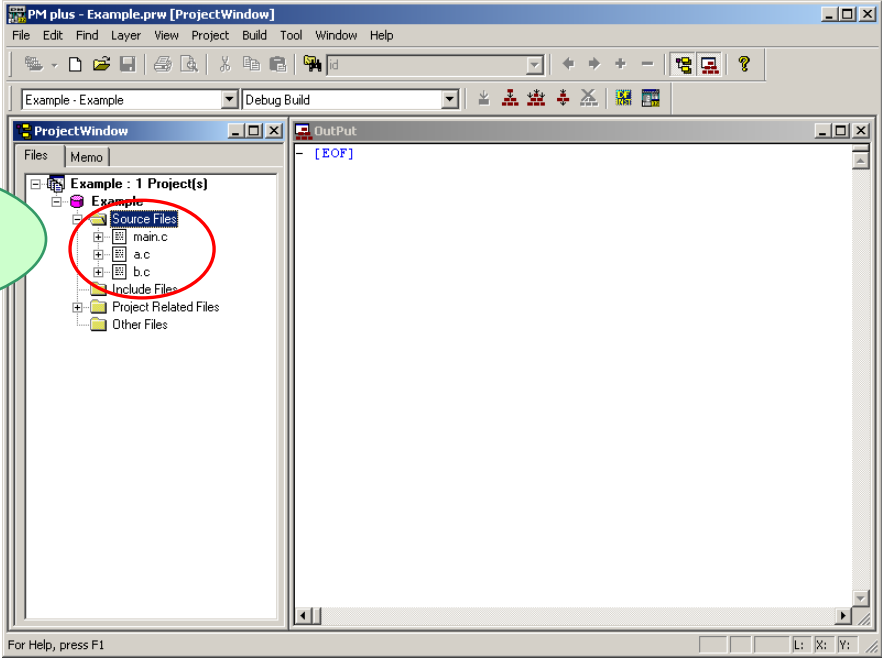 PM plus - Example.prw [ProjectWindow]
File Edit Find Layer View Project Build Tool Window Help
id
Example - Example Debug Build
ProjectWindow
Files Memo
Example : 1 Project(s)
Example
Source Files
main.c
a.c
b.c
Include Files
Project Related Files
Other Files
OutPut
[EOF]
For Help, press F1 L: X: Y: